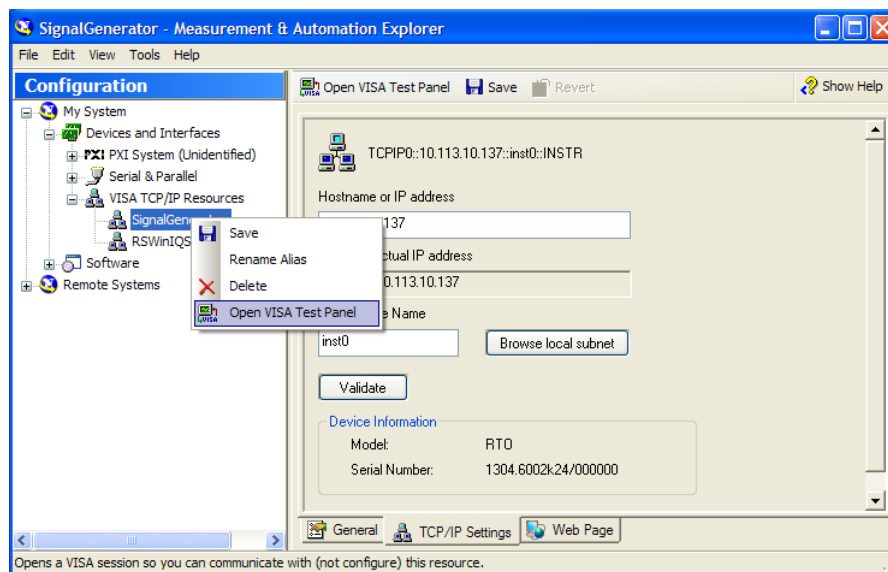 SignalGenerator - Measurement & Automation Explorer
File Edit View Tools Help
Configuration
Open VISA Test Panel Save Revert Show Help
My System
Devices and Interfaces
PXI PXI System (Unidentified)
Serial & Parallel
VISA TCP/IP Resources
SignalGen
RSWinIQS
Software
Remote Systems
Save
Rename Alias
Delete
VISA Open VISA Test Panel
TCPIP0::10.113.10.137::inst0::INSTR
Hostname or IP address
137
ctual IP address
0.113.10.137
e Name
inst0 Browse local subnet
Validate
Device Information
Model: RTO
Serial Number: 1304.6002k24/000000
General TCP/IP Settings Web Page
Opens a VISA session so you can communicate with (not configure) this resource.